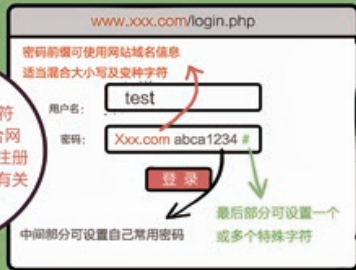 www.xxx.com/login.php
密码前缀可使用网站域名信息
适当混合大小写及变种字符
用户名： test
密码： Xxx.com abca1234 #
登录
中间部分可设置自己常用密码
最后部分可设置一个
或多个特殊字符
符
合网
注册
有关